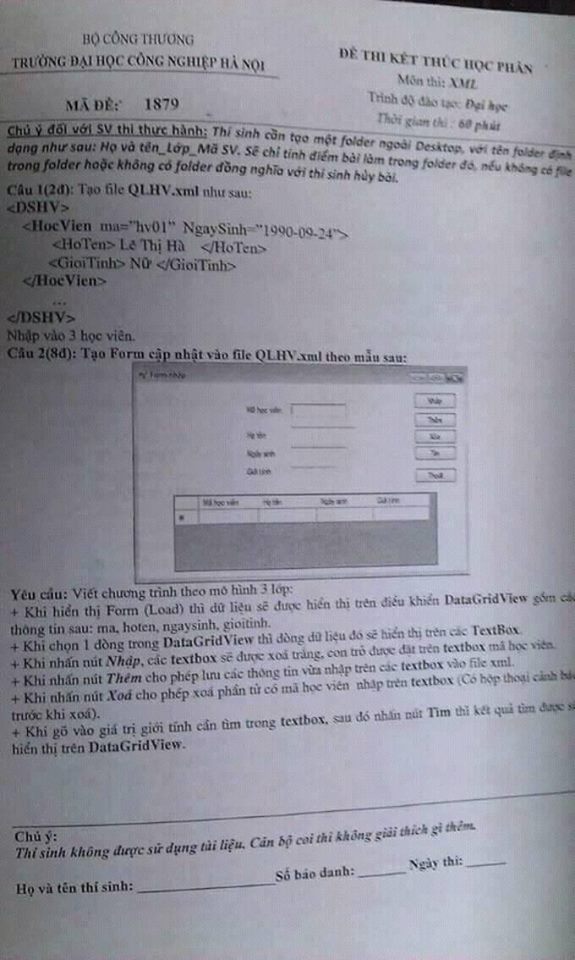 BỘ CÔNG THƯƠNG
TRƯỜNG ĐẠI HỌC CÔNG NGHIỆP HÀ NỘI
MÃ ĐỀ: 1879
ĐỀ THI KẾT THÚC HỌC PHẦN
Môn thi: XML
Trình độ đào tạo: Đại học
Thời gian thi : 60 phút
Chú ý đối với SV thi thực hành: Thí sinh cần tạo một folder ngoài Desktop, với tên folder định
dạng như sau: Họ và tên_Lớp_Mã SV. Sẽ chỉ tính điểm bài làm trong folder đó, nếu không có file
trong folder hoặc không có folder đồng nghĩa với thí sinh hủy bài.
Câu 1(2đ): Tạo file QLHV.xml như sau:
<DSHV>
<HocVien ma="hv01" NgaySinh="1990-09-24">
<HoTen> Lê Thị Hà </HoTen>
<GioiTinh> Nữ </GioiTinh>
</HocVien>
...
</DSHV>
Nhập vào 3 học viên.
Câu 2(8đ): Tạo Form cập nhật vào file QLHV.xml theo mẫu sau:
Form nhập
Mã học viên
Họ tên
Ngày sinh
Giới tính
Nhập
Thêm
Xóa
Tìm
Thoát
Mã học viên Họ tên Ngày sinh Giới tính
Yêu cầu: Viết chương trình theo mô hình 3 lớp:
+ Khi hiển thị Form (Load) thì dữ liệu sẽ được hiển thị trên điều khiển DataGridView gồm các
thông tin sau: ma, hoten, ngaysinh, gioitinh.
+ Khi chọn 1 dòng trong DataGridView thì dòng dữ liệu đó sẽ hiển thị trên các TextBox.
+ Khi nhấn nút Nhập, các textbox sẽ được xoá trắng, con trỏ được đặt trên textbox mã học viên.
+ Khi nhấn nút Thêm cho phép lưu các thông tin vừa nhập trên các textbox vào file xml.
+ Khi nhấn nút Xoá cho phép xoá phần tử có mã học viên nhập trên textbox (Có hộp thoại cảnh báo
trước khi xoá).
+ Khi gõ vào giá trị giới tính cần tìm trong textbox, sau đó nhấn nút Tìm thì kết quả tìm được sẽ
hiển thị trên DataGridView.
Chú ý:
Thí sinh không được sử dụng tài liệu. Cán bộ coi thi không giải thích gì thêm.
Họ và tên thí sinh: Số báo danh: Ngày thi: